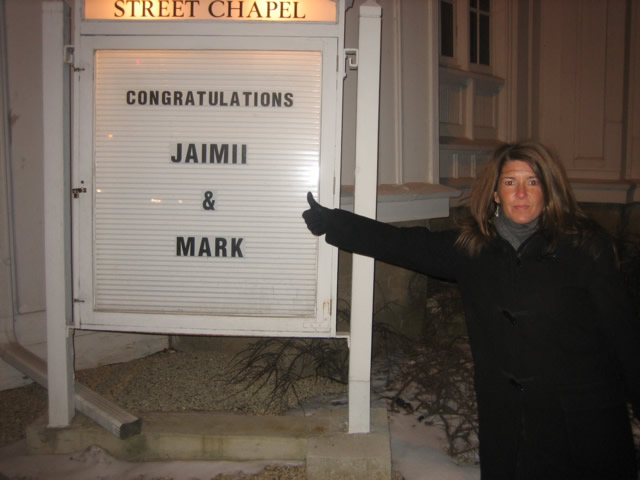 STREET CHAPEL
CONGRATULATIONS
JAIMII
&
MARK